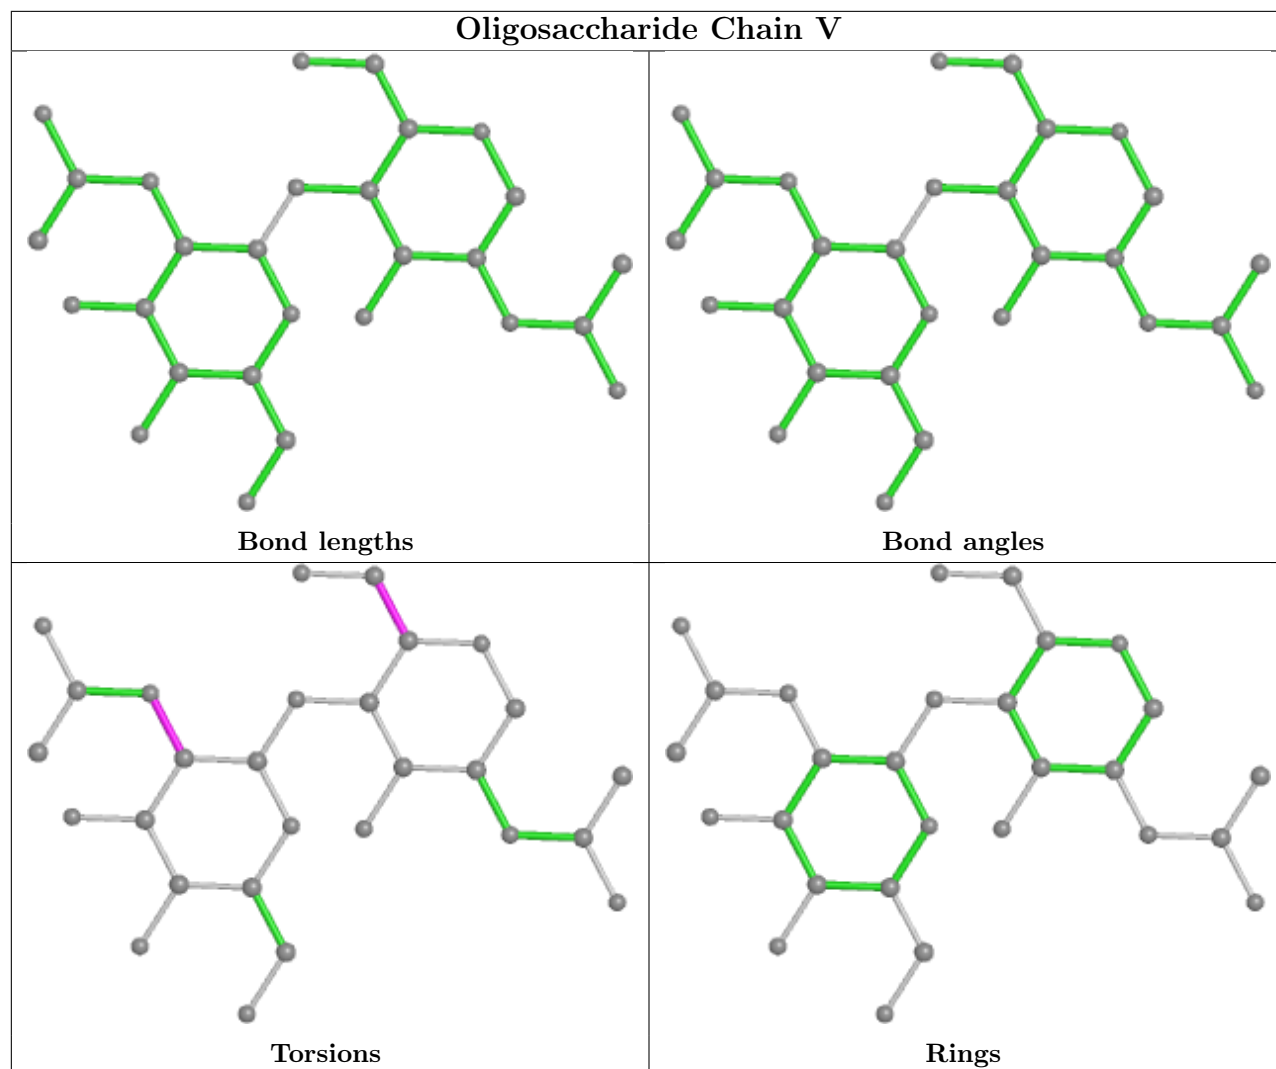 Oligosaccharide Chain V
Bond lengths
Bond angles
Torsions
Rings